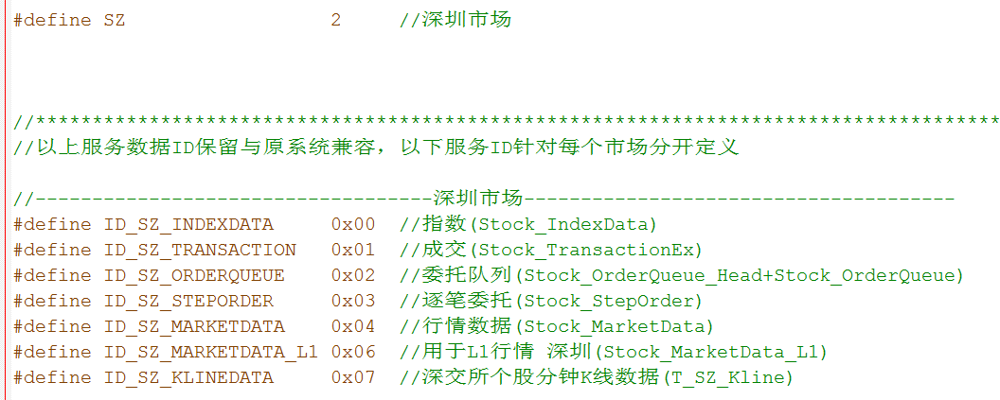 #define SZ 2 //深圳市场
//*************************************************************************************
//以上服务数据ID保留与原系统兼容，以下服务ID针对每个市场分开定义
//-----------------------------------深圳市场--------------------------------------
#define ID_SZ_INDEXDATA 0x00 //指数(Stock_IndexData)
#define ID_SZ_TRANSACTION 0x01 //成交(Stock_TransactionEx)
#define ID_SZ_ORDERQUEUE 0x02 //委托队列(Stock_OrderQueue_Head+Stock_OrderQueue)
#define ID_SZ_STEPORDER 0x03 //逐笔委托(Stock_StepOrder)
#define ID_SZ_MARKETDATA 0x04 //行情数据(Stock_MarketData)
#define ID_SZ_MARKETDATA_L1 0x06 //用于L1行情 深圳(Stock_MarketData_L1)
#define ID_SZ_KLINEDATA 0x07 //深交所个股分钟K线数据(T_SZ_Kline)